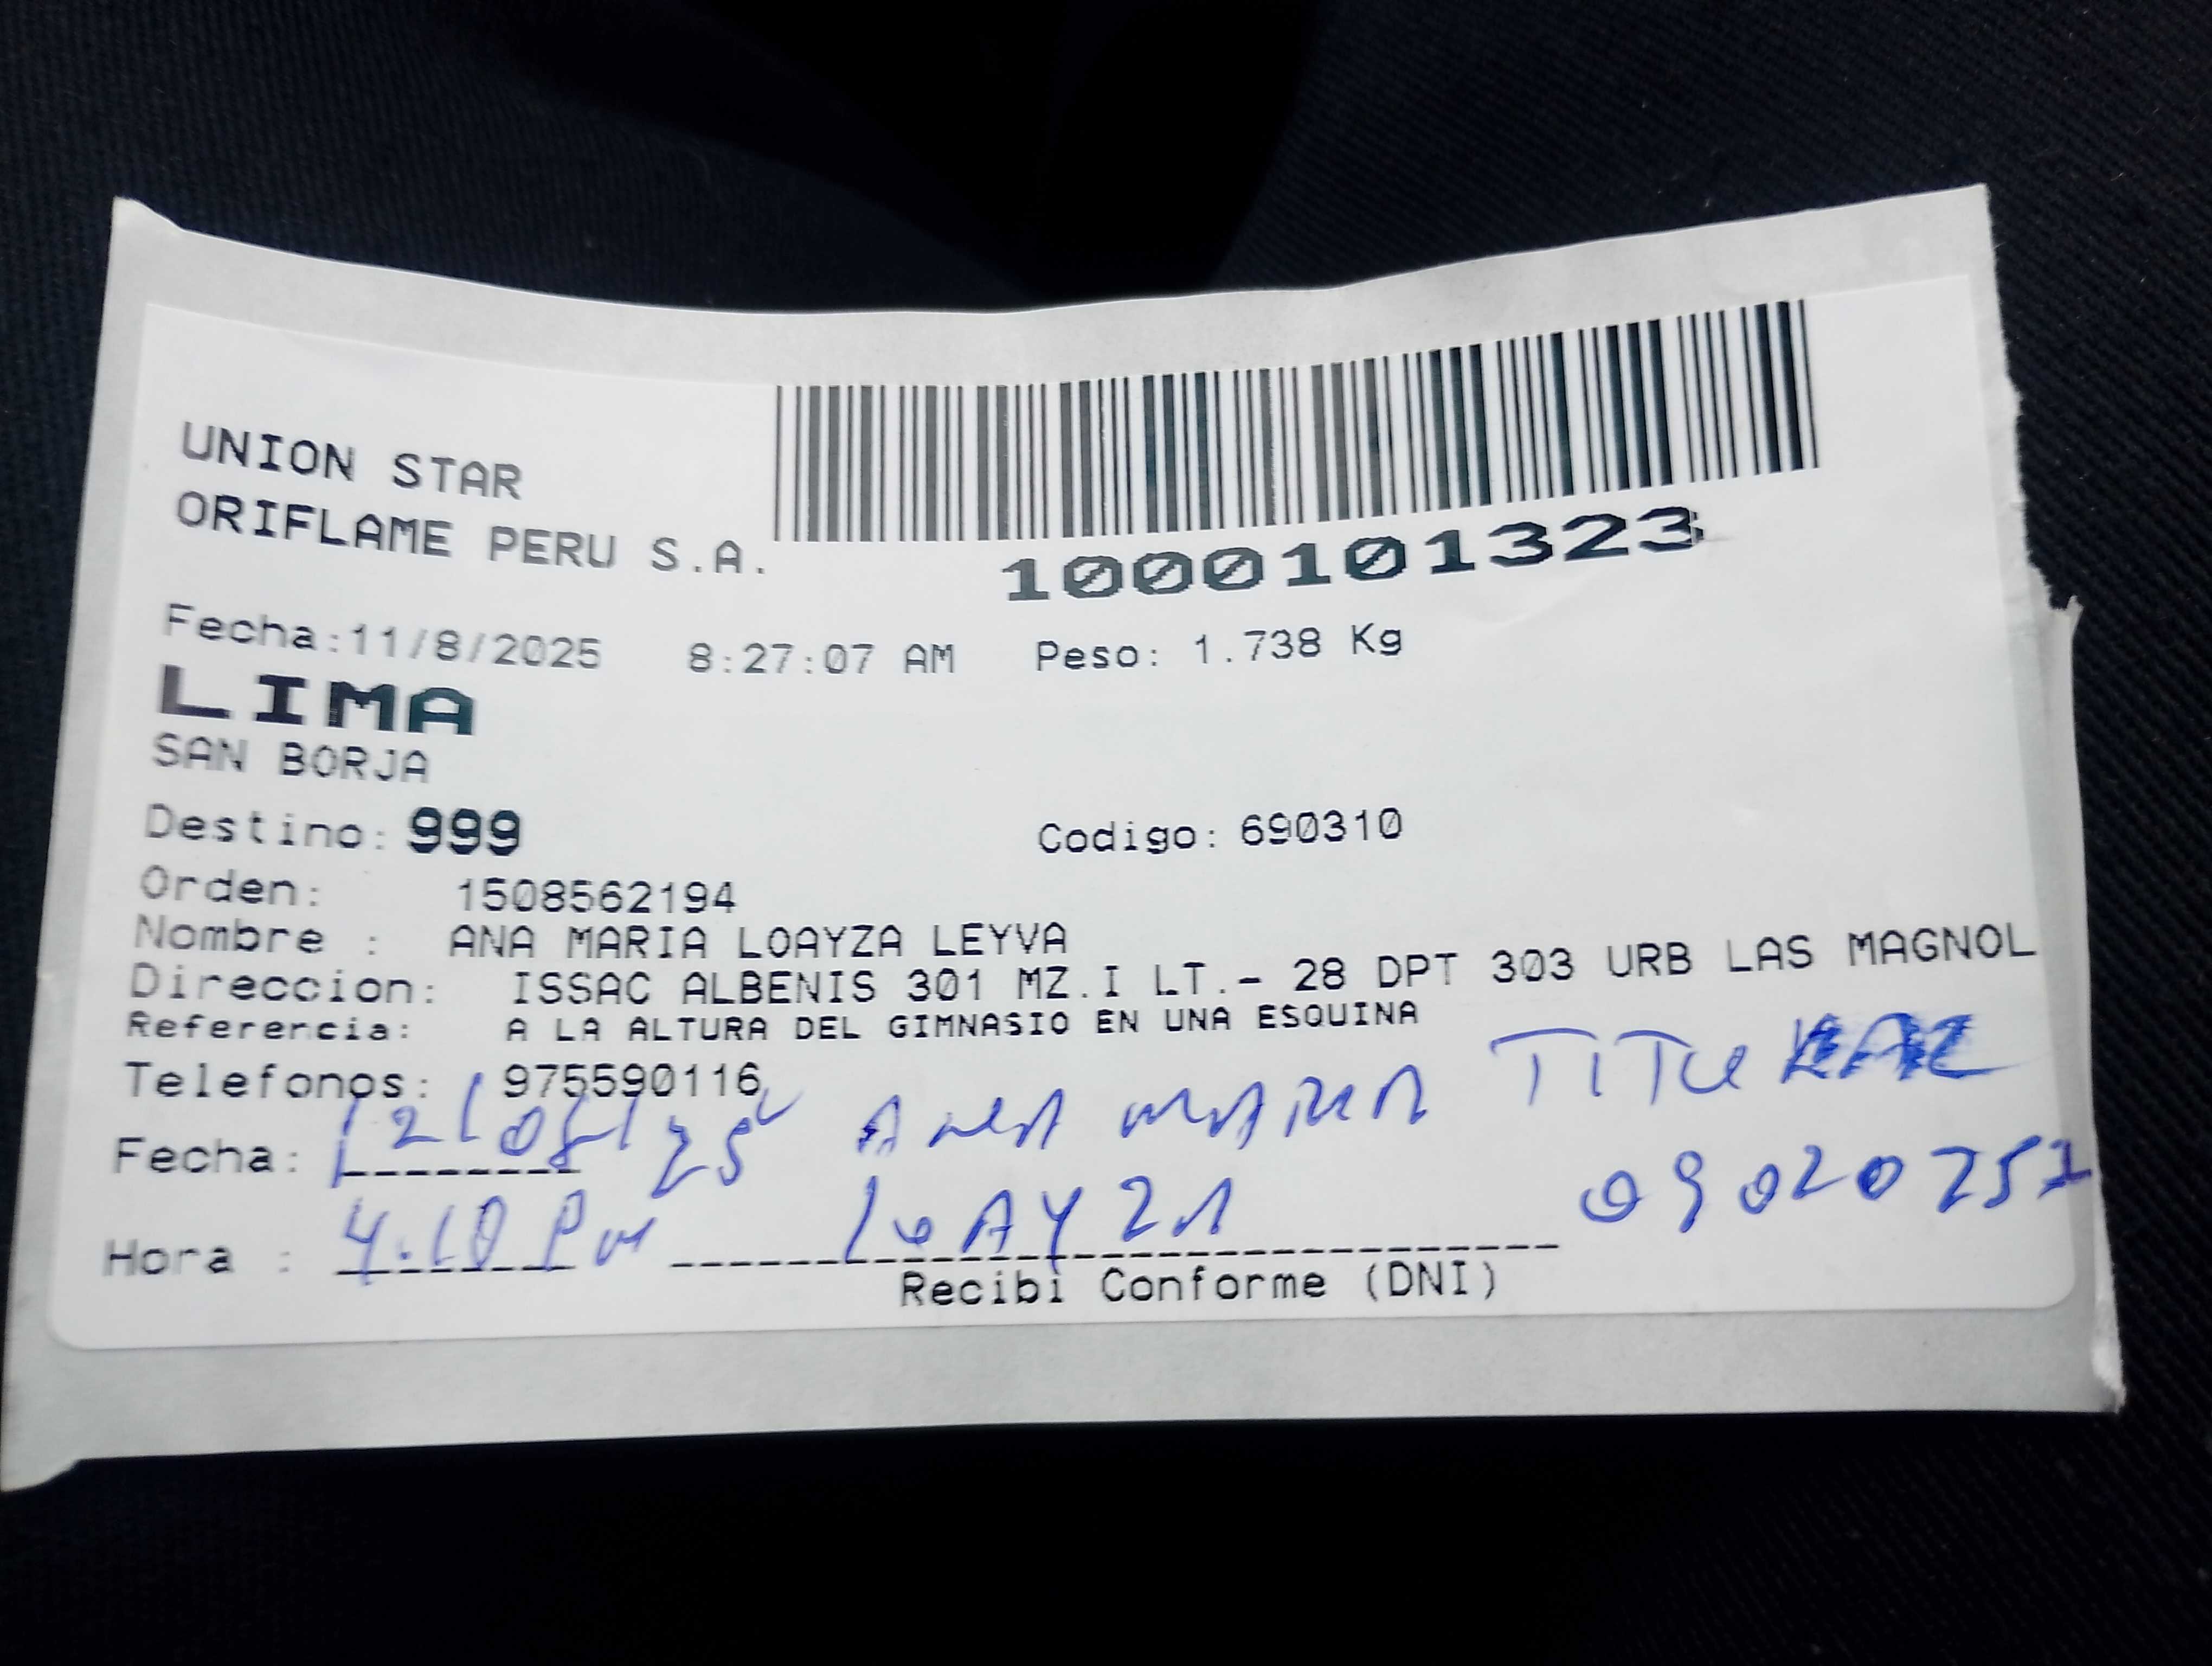 UNION STAR
ORIFLAME PERU S.A.
1000101323
Fecha:11/8/2025 8:27:07 AM Peso: 1.738 Kg
LIMA
SAN BORJA
Destino: 999 Codigo: 690310
Orden: 1508562194
Nombre : ANA MARIA LOAYZA LEYVA
Direccion: ISSAC ALBENIS 301 MZ.I LT.- 28 DPT 303 URB LAS MAGNOL
Referencia: A LA ALTURA DEL GIMNASIO EN UNA ESQUINA
Telefonos: 975590116
Fecha: 12/08/25 ANA MARIA TITULAR
Hora : 4.10 Pm LOAYZA 09020751
Recibi Conforme (DNI)